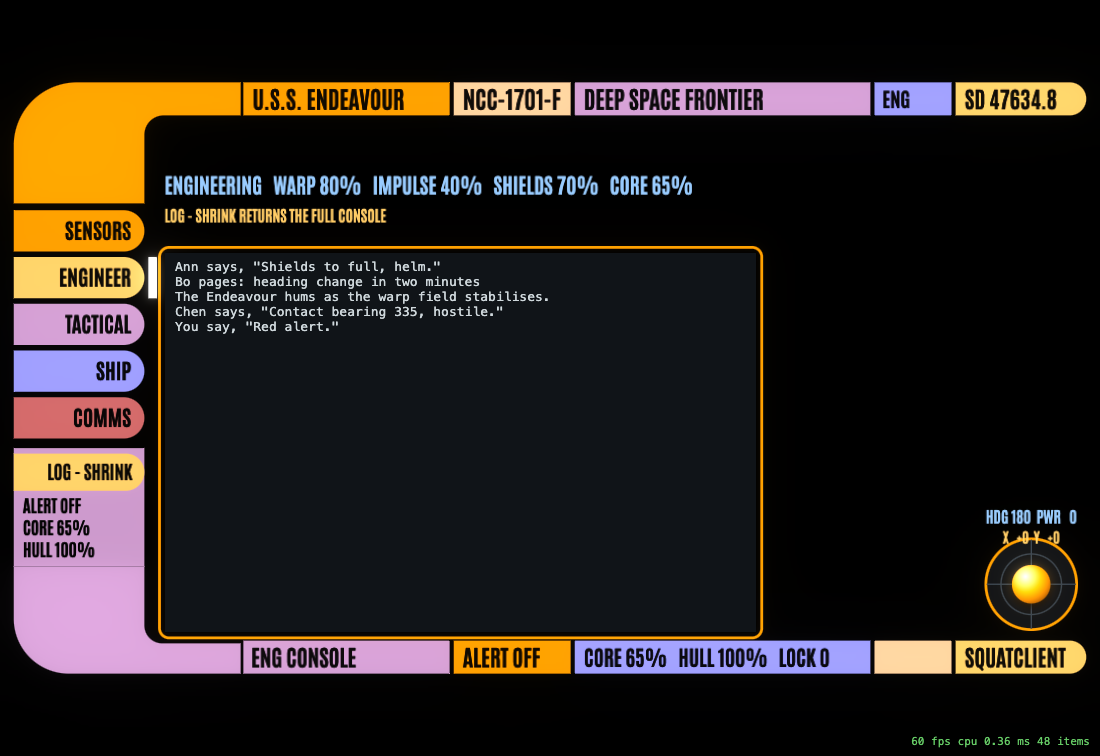 U.S.S. ENDEAVOUR NCC-1701-F DEEP SPACE FRONTIER ENG SD 47634.8
ENGINEERING WARP 80% IMPULSE 40% SHIELDS 70% CORE 65%
LOG - SHRINK RETURNS THE FULL CONSOLE
SENSORS
ENGINEER
TACTICAL
SHIP
COMMS
LOG - SHRINK
ALERT OFF
CORE 65%
HULL 100%
Ann says, "Shields to full, helm."
Bo pages: heading change in two minutes
The Endeavour hums as the warp field stabilises.
Chen says, "Contact bearing 335, hostile."
You say, "Red alert."
HDG 180 PWR 0
X +0 Y +0
ENG CONSOLE ALERT OFF CORE 65% HULL 100% LOCK 0 SQUATCLIENT
60 fps cpu 0.36 ms 48 items